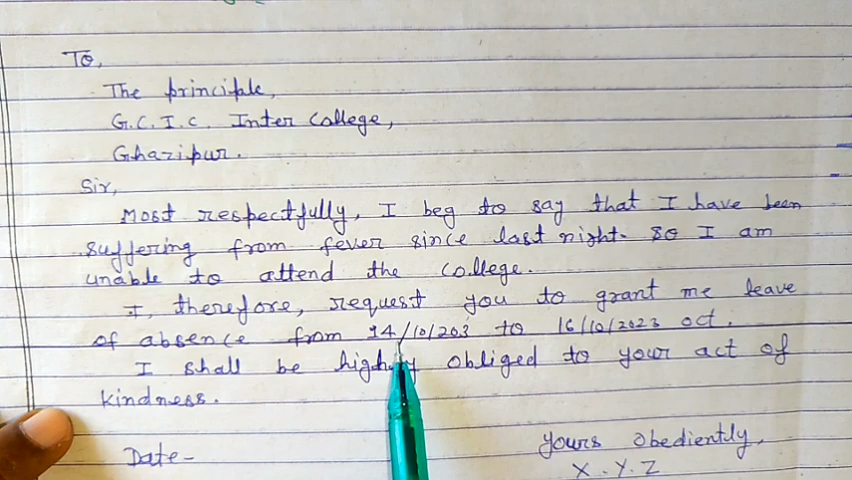 To,
The principle,
G.C.I.C. Inter College,
Ghazipur.
Sir,
Most respectfully, I beg to say that I have been
suffering from fever since last night. So I am
unable to attend the college.
I, therefore, request you to grant me leave
of absence from 14/10/203 to 16/10/2023 oct.
I shall be highly obliged to your act of
kindness.
Yours Obediently,
Date-
X.Y.Z